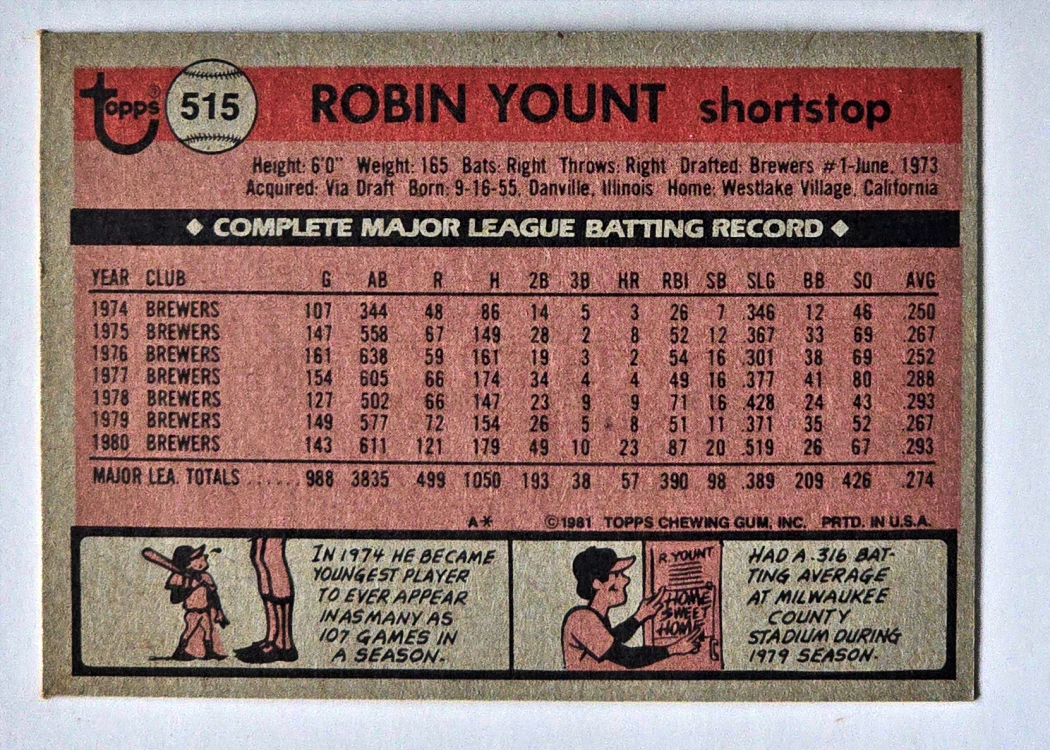 Topps® 515 ROBIN YOUNT shortstop
Height: 6'0" Weight: 165 Bats: Right Throws: Right Drafted: Brewers #1-June, 1973
Acquired: Via Draft Born: 9-16-55, Danville, Illinois Home: Westlake Village, California
◆ COMPLETE MAJOR LEAGUE BATTING RECORD ◆
YEAR CLUB G AB R H 2B 3B HR RBI SB SLG BB SO AVG
1974 BREWERS 107 344 48 86 14 5 3 26 7 .346 12 46 .250
1975 BREWERS 147 558 67 149 28 2 8 52 12 .367 33 69 .267
1976 BREWERS 161 638 59 161 19 3 2 54 16 .301 38 69 .252
1977 BREWERS 154 605 66 174 34 4 4 49 16 .377 41 80 .288
1978 BREWERS 127 502 66 147 23 9 9 71 16 .428 24 43 .293
1979 BREWERS 149 577 72 154 26 5 8 51 11 .371 35 52 .267
1980 BREWERS 143 611 121 179 49 10 23 87 20 .519 26 67 .293
MAJOR LEA. TOTALS ...... 988 3835 499 1050 193 38 57 390 98 .389 209 426 .274
A* ©1981 TOPPS CHEWING GUM, INC. PRTD. IN U.S.A.
IN 1974 HE BECAME
YOUNGEST PLAYER
TO EVER APPEAR
IN AS MANY AS
107 GAMES IN
A SEASON.
R. YOUNT
HOME
SWEET
HOME
HAD A .316 BAT-
TING AVERAGE
AT MILWAUKEE
COUNTY
STADIUM DURING
1979 SEASON.